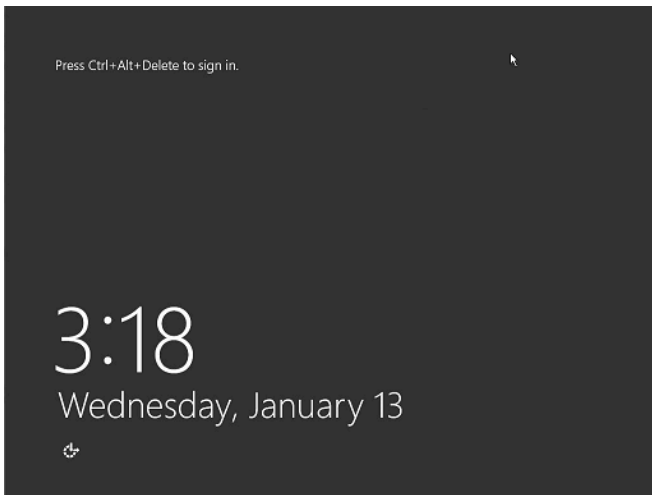 Press Ctrl+Alt+Delete to sign in.
3:18
Wednesday, January 13